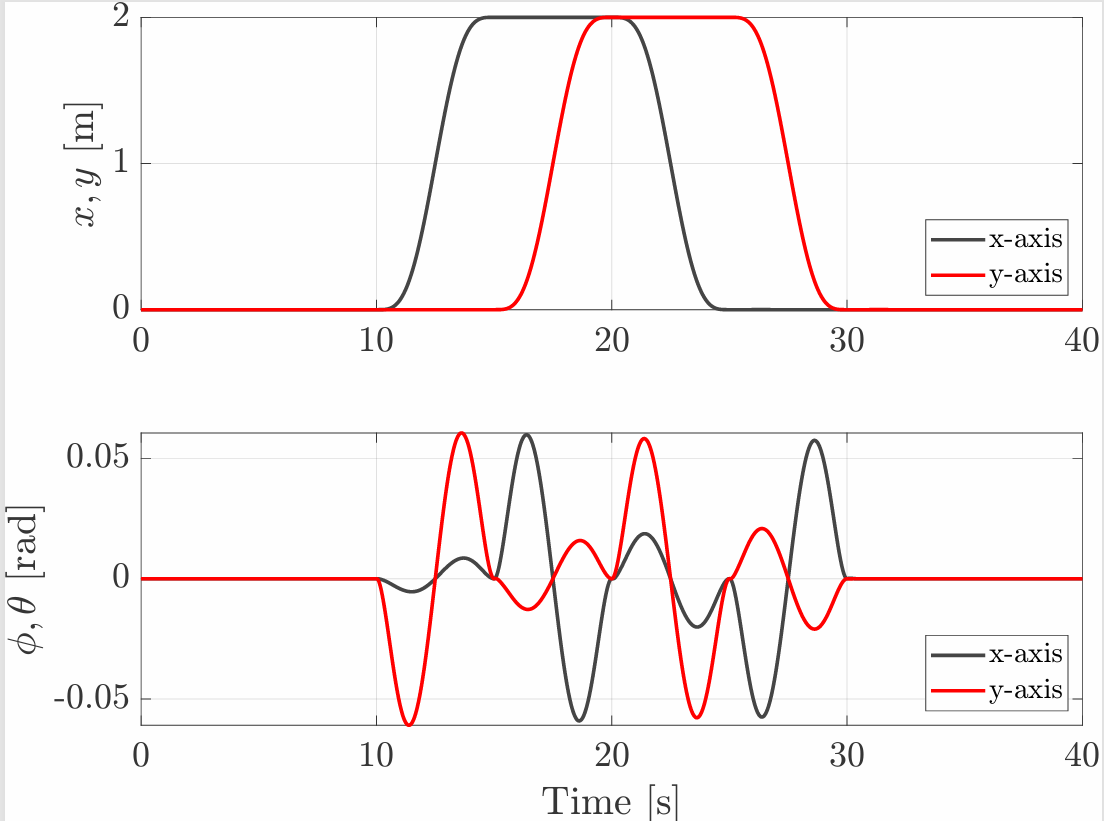 2
1
0
x, y [m]
x-axis
y-axis
0 10 20 30 40
0.05
0
-0.05
ϕ, θ [rad]
x-axis
y-axis
0 10 20 30 40
Time [s]